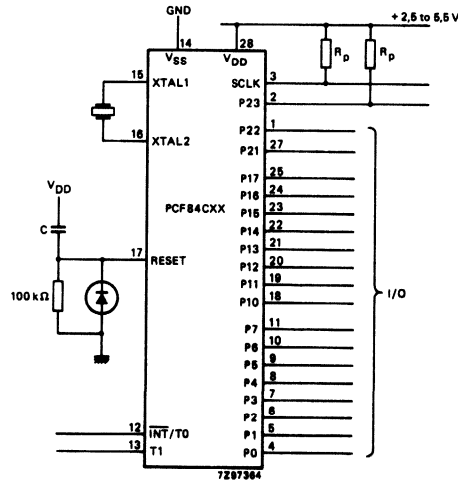 GND
+ 2,5 to 5,5 V
14
28
VSS
VDD
Rp
Rp
15
XTAL1
SCLK
3
P23
2
16
XTAL2
P22
1
P21
27
P17
25
P16
24
P15
23
P14
22
P13
21
P12
20
P11
19
P10
18
PCF84CXX
VDD
C
17
RESET
100 kΩ
I/O
P7
11
P6
10
P5
9
P4
8
P3
7
P2
6
P1
5
P0
4
12
INT/T0
13
T1
7Z97364